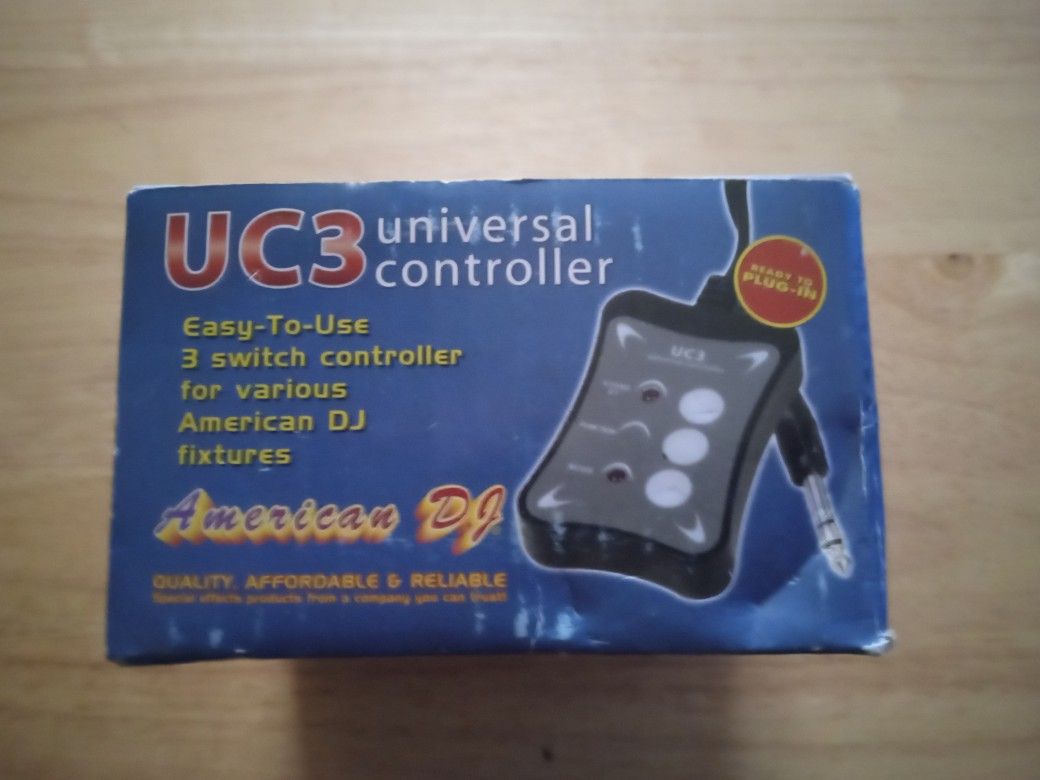 UC3 universal
controller
READY TO
PLUG-IN
Easy-To-Use
3 switch controller
for various
American DJ
fixtures
UC3
American DJ
QUALITY, AFFORDABLE & RELIABLE
Special effects products from a company you can trust!